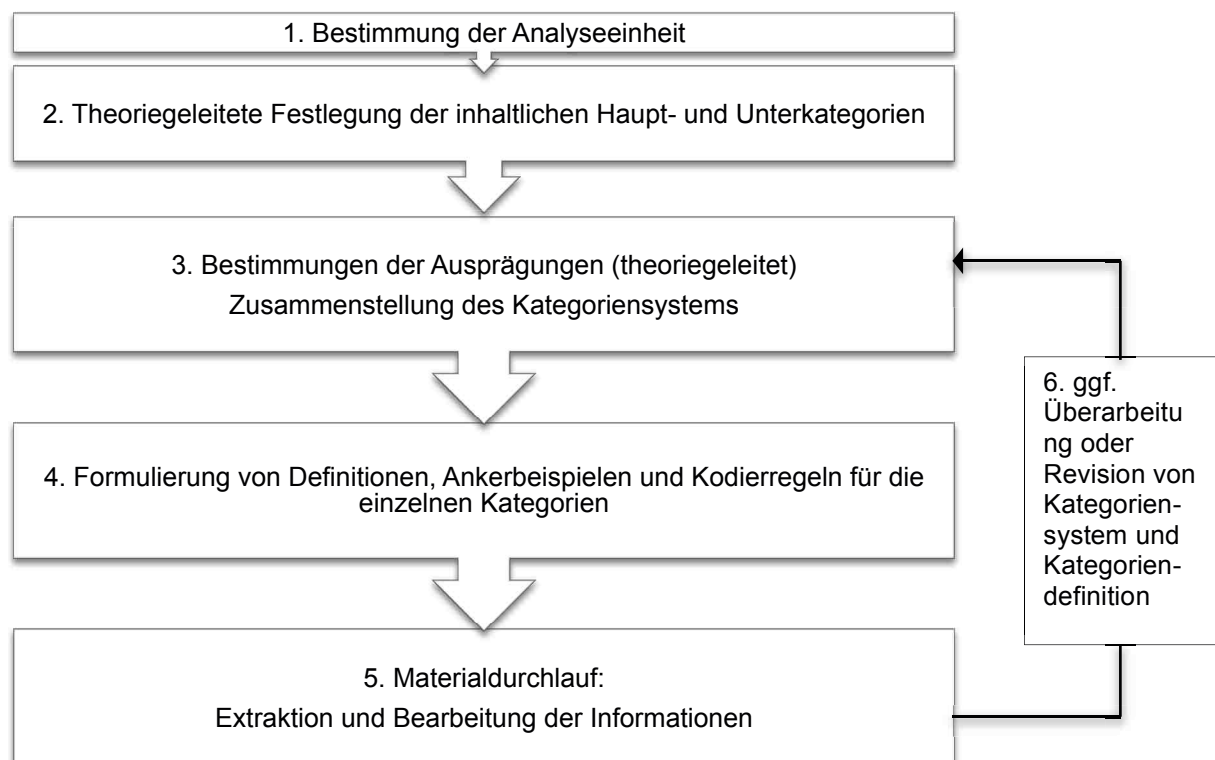 1. Bestimmung der Analyseeinheit
2. Theoriegeleitete Festlegung der inhaltlichen Haupt- und Unterkategorien
3. Bestimmungen der Ausprägungen (theoriegeleitet)
Zusammenstellung des Kategoriensystems
4. Formulierung von Definitionen, Ankerbeispielen und Kodierregeln für die
einzelnen Kategorien
5. Materialdurchlauf:
Extraktion und Bearbeitung der Informationen
6. ggf.
Überarbeitu
ng oder
Revision von
Kategorien-
system und
Kategorien-
definition